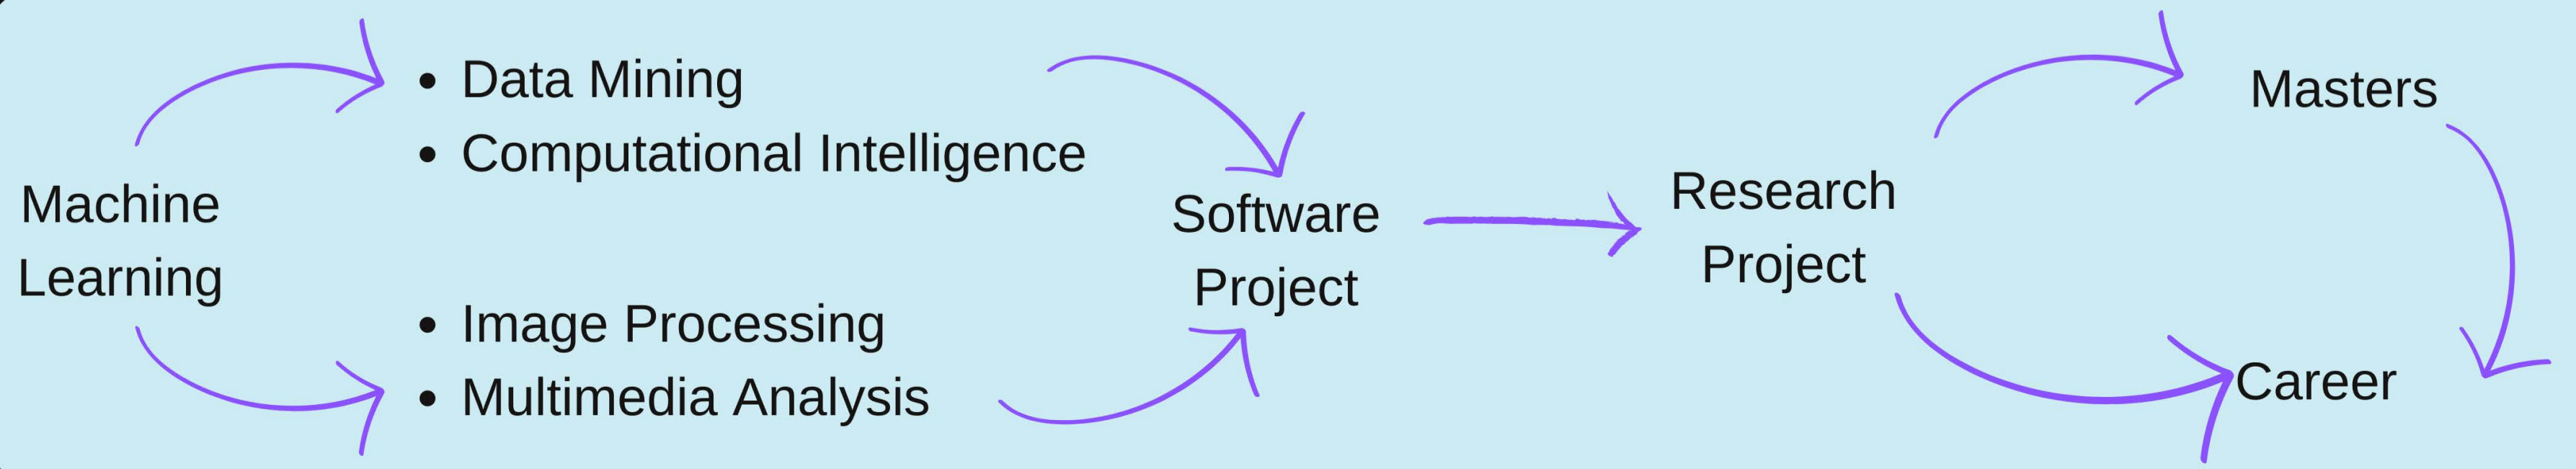 Machine
Learning
• Data Mining
• Computational Intelligence
• Image Processing
• Multimedia Analysis
Software
Project
Research
Project
Masters
Career